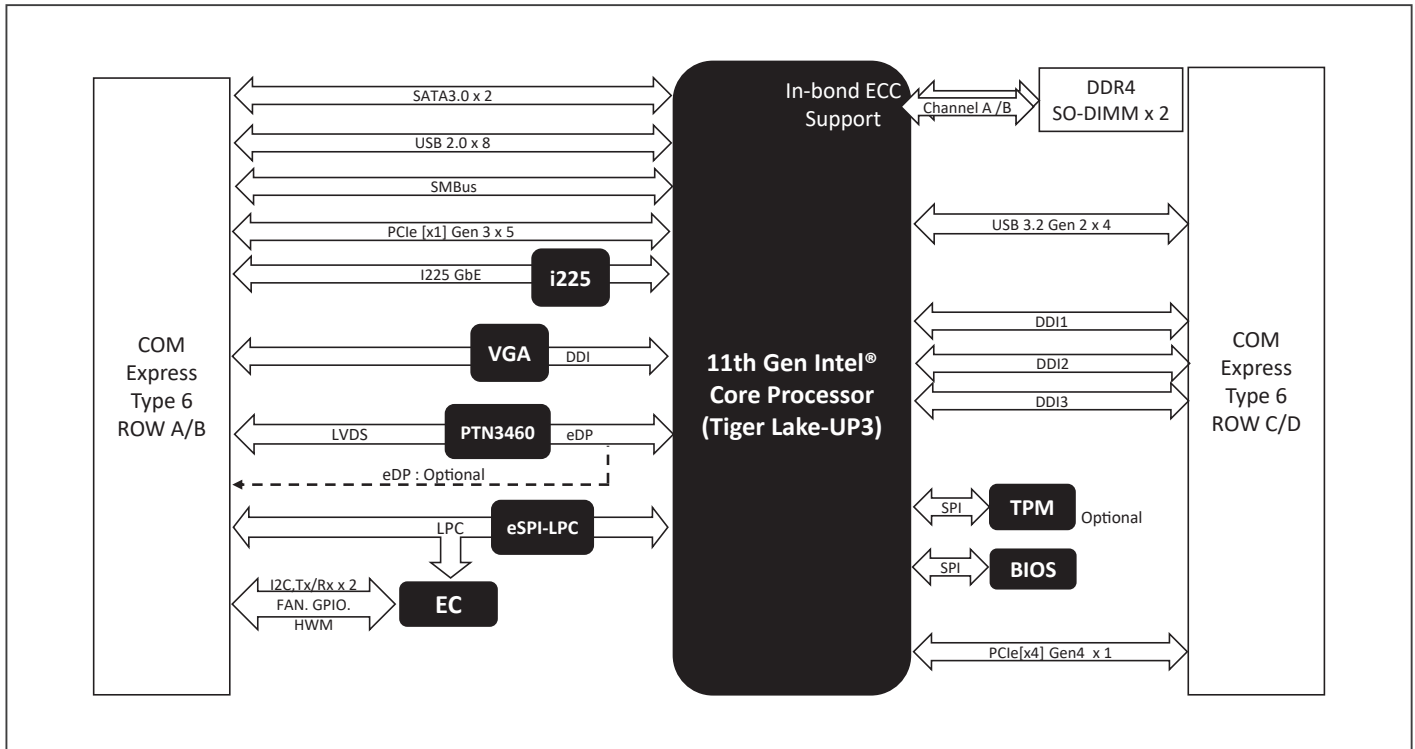 COM
Express
Type 6
ROW A/B
SATA3.0 x 2
USB 2.0 x 8
SMBus
PCIe [x1] Gen 3 x 5
I225 GbE
i225
VGA
DDI
LVDS
PTN3460
eDP
eDP : Optional
LPC
eSPI-LPC
I2C,Tx/Rx x 2
FAN. GPIO.
HWM
EC
In-bond ECC
Support
11th Gen Intel®
Core Processor
(Tiger Lake-UP3)
Channel A /B
DDR4
SO-DIMM x 2
USB 3.2 Gen 2 x 4
DDI1
DDI2
DDI3
SPI
TPM
Optional
SPI
BIOS
PCIe[x4] Gen4 x 1
COM
Express
Type 6
ROW C/D